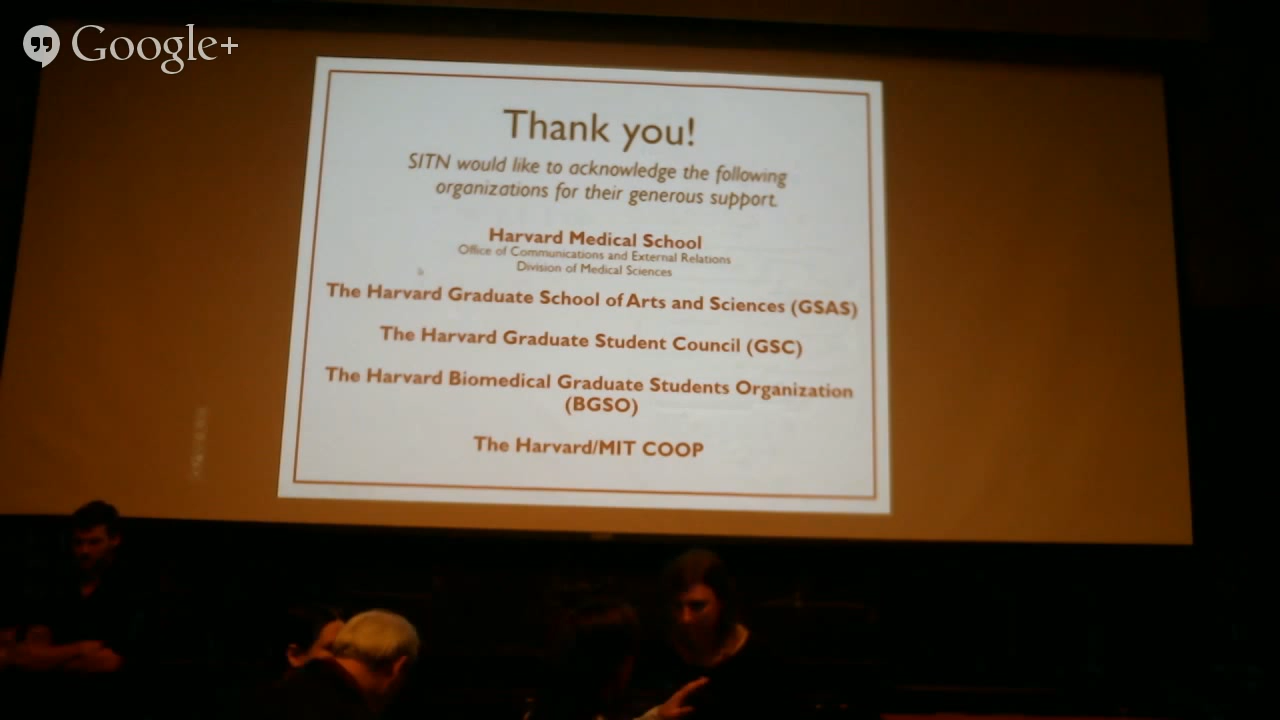 Google+
Thank you!
SITN would like to acknowledge the following
organizations for their generous support.
Harvard Medical School
Office of Communications and External Relations
Division of Medical Sciences
The Harvard Graduate School of Arts and Sciences (GSAS)
The Harvard Graduate Student Council (GSC)
The Harvard Biomedical Graduate Students Organization
(BGSO)
The Harvard/MIT COOP